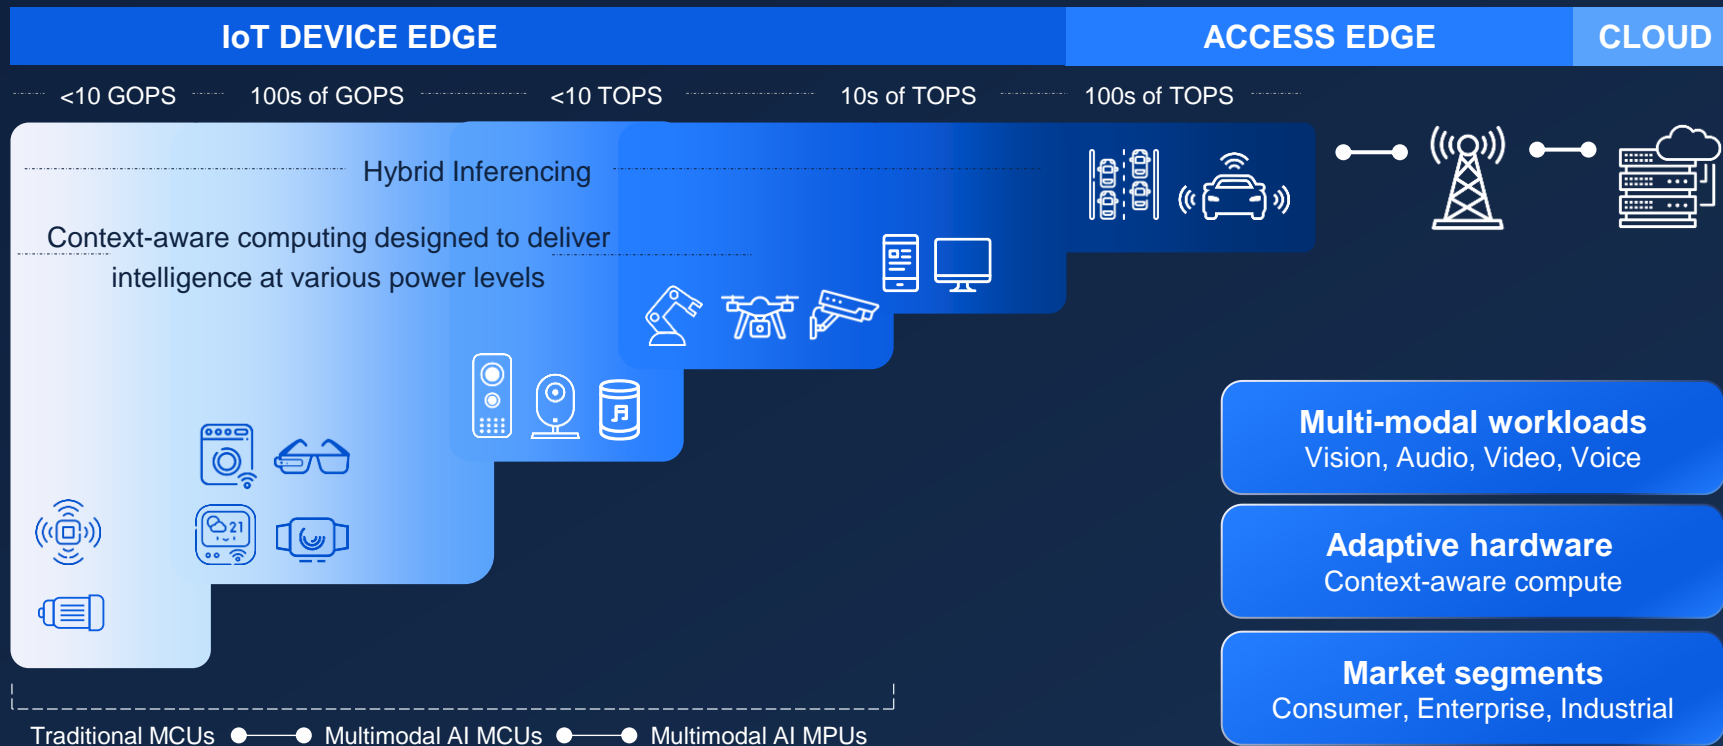 IoT DEVICE EDGE
ACCESS EDGE
CLOUD
<10 GOPS
100s of GOPS
<10 TOPS
10s of TOPS
100s of TOPS
Hybrid Inferencing
Context-aware computing designed to deliver
intelligence at various power levels
21
Multi-modal workloads
Vision, Audio, Video, Voice
Adaptive hardware
Context-aware compute
Market segments
Consumer, Enterprise, Industrial
Traditional MCUs
Multimodal AI MCUs
Multimodal AI MPUs